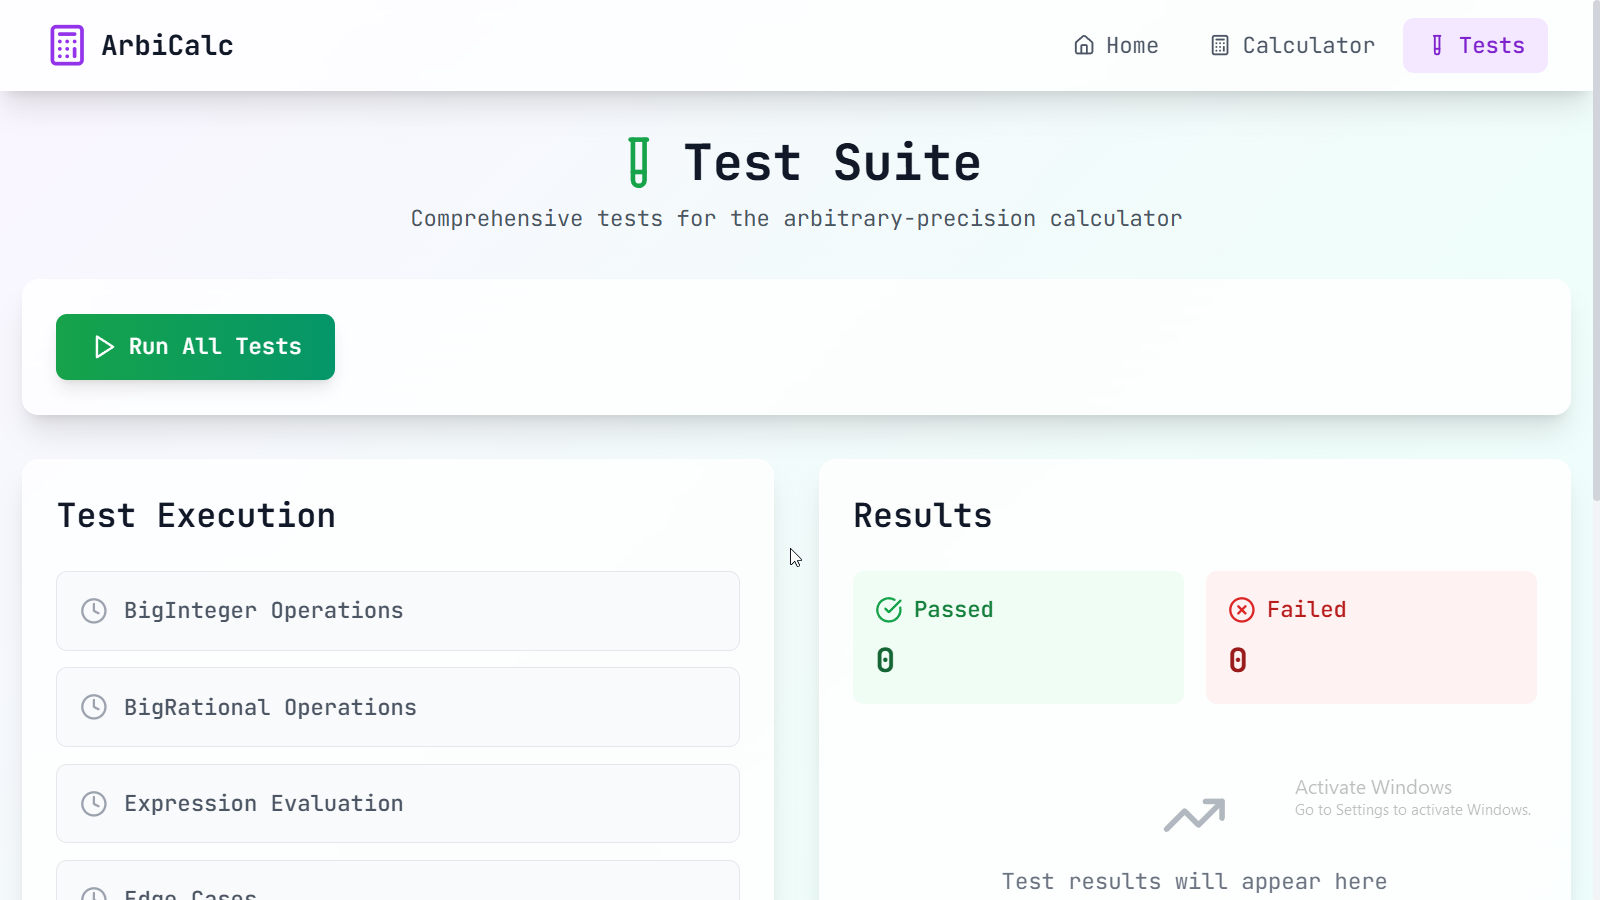 ArbiCalc
Home
Calculator
Tests
Test Suite
Comprehensive tests for the arbitrary-precision calculator
Run All Tests
Test Execution
BigInteger Operations
BigRational Operations
Expression Evaluation
Edge Cases
Results
Passed
0
Failed
0
Activate Windows
Go to Settings to activate Windows.
Test results will appear here